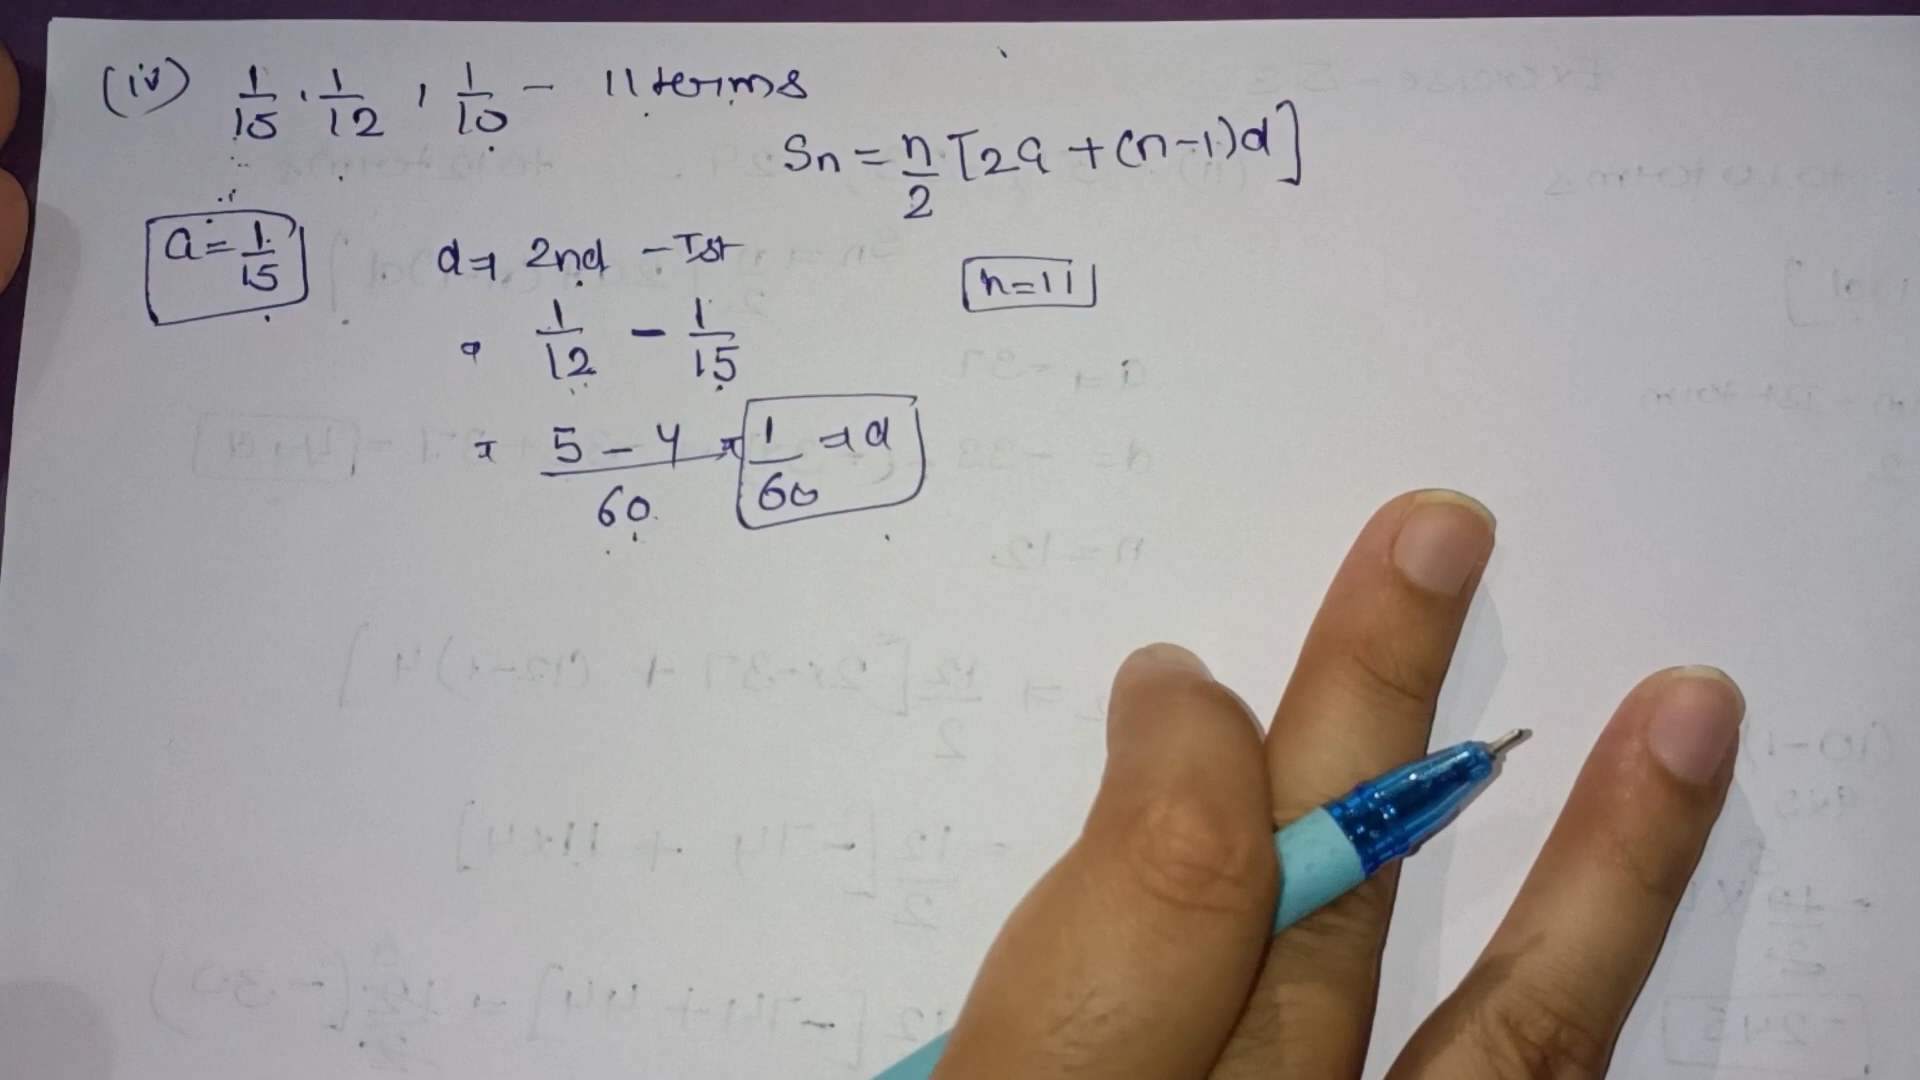 (iv) 1/15, 1/12, 1/10 - 11 terms
Sn = n/2 [2a + (n-1)d]
a = 1/15
d = 2nd - Ist
n = 11
= 1/12 - 1/15
= 5 - 4 / 60 = 1/60 = d